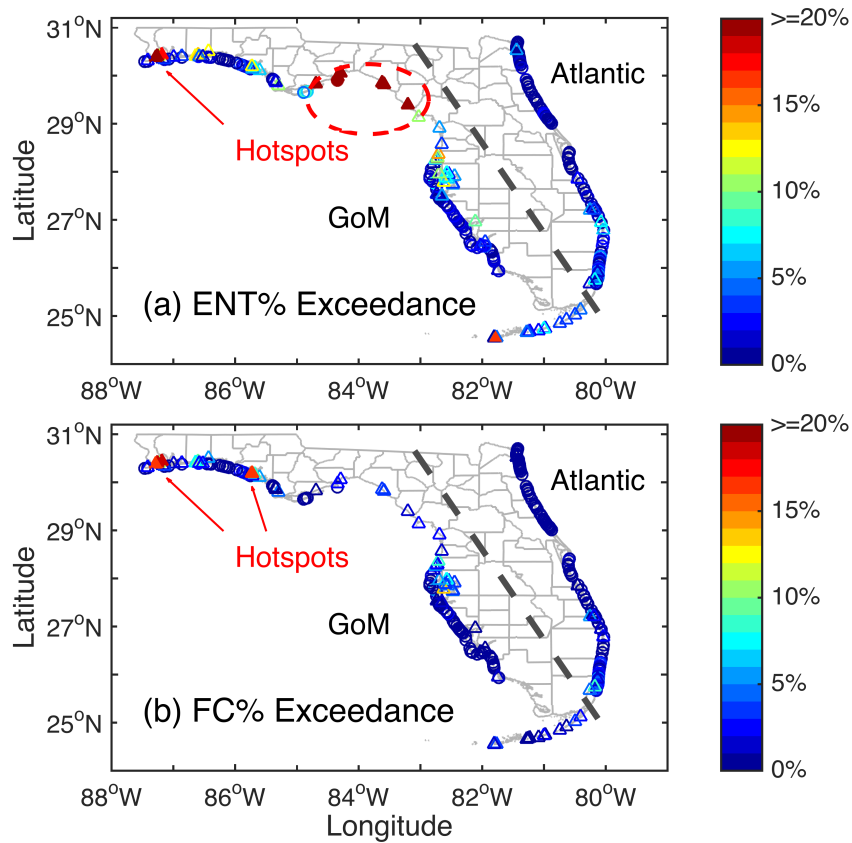 31°N
29°N
27°N
25°N
Latitude
Atlantic
Hotspots
GoM
(a) ENT% Exceedance
88°W
86°W
84°W
82°W
80°W
>=20%
15%
10%
5%
0%
31°N
29°N
27°N
25°N
Latitude
Atlantic
Hotspots
GoM
(b) FC% Exceedance
88°W
86°W
84°W
82°W
80°W
Longitude
>=20%
15%
10%
5%
0%